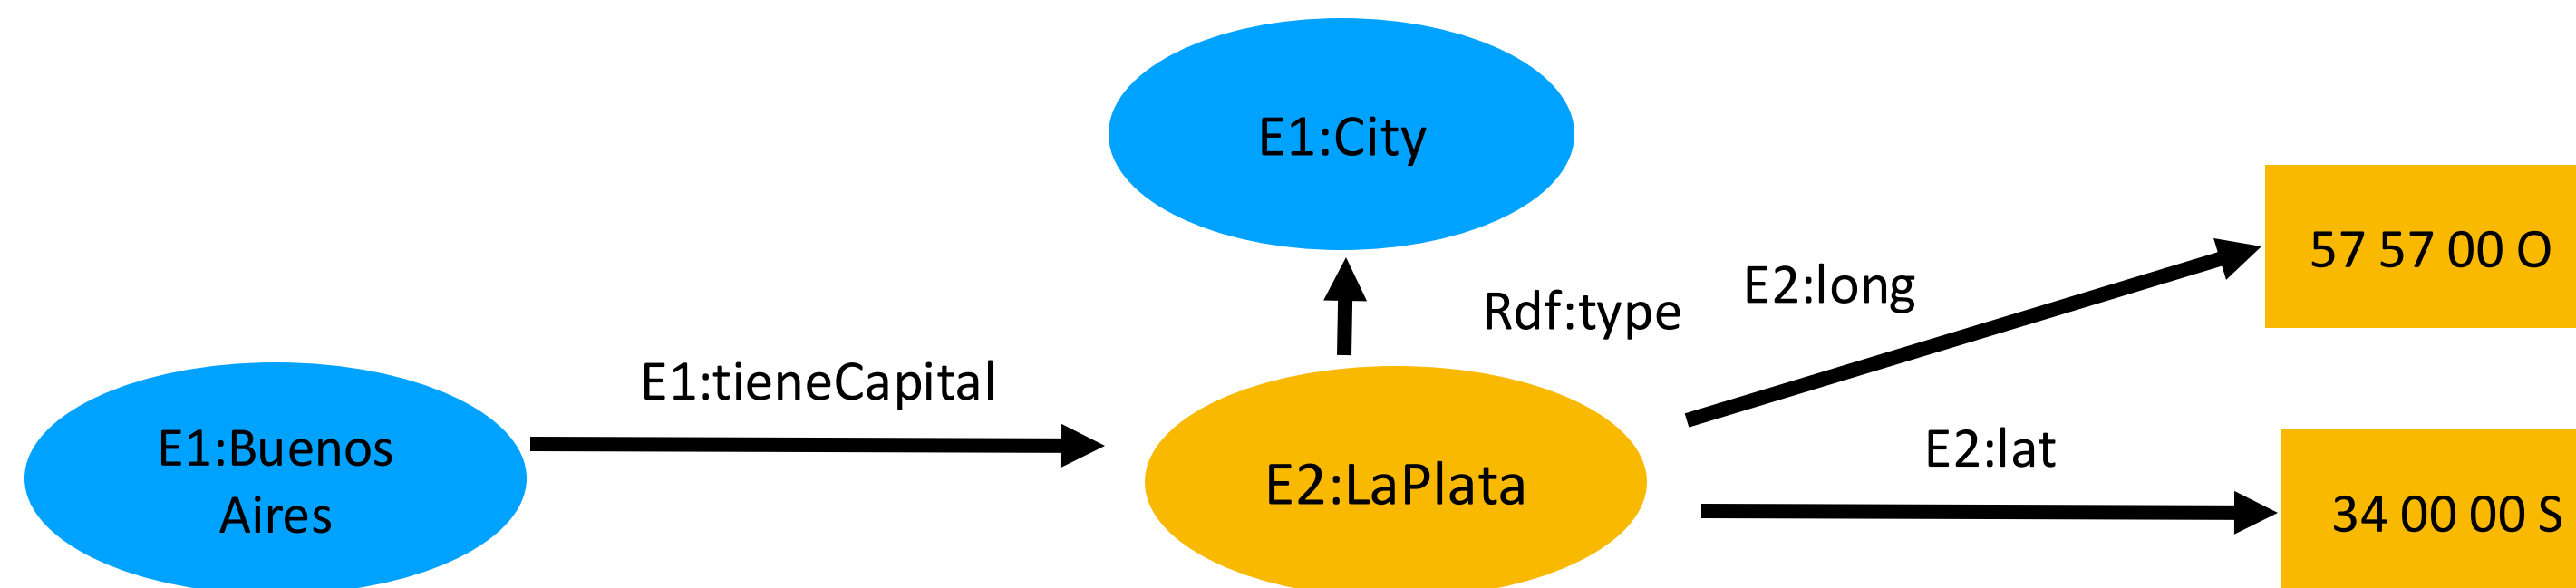 E1:City
57 57 00 O
E2:long
Rdf:type
E1:tieneCapital
E1:Buenos
Aires
E2:lat
E2:LaPlata
34 00 00 S